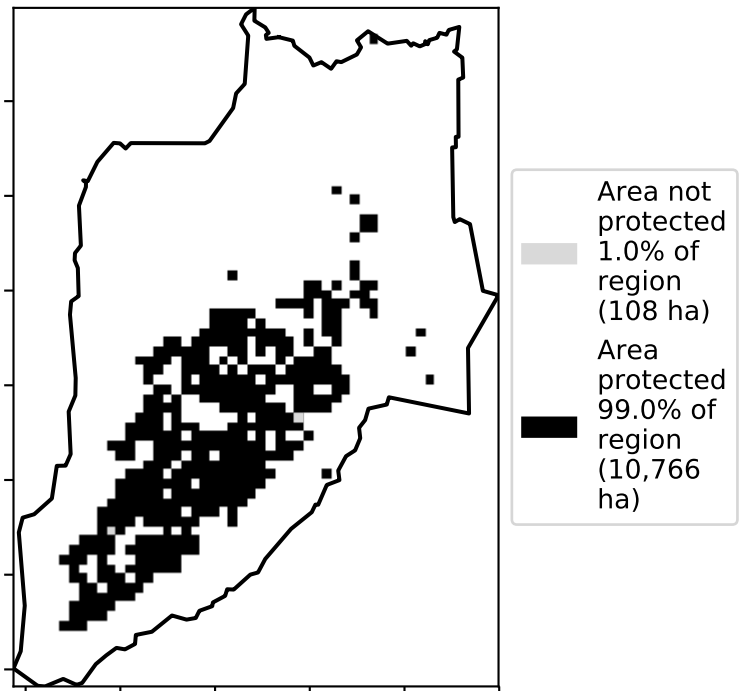 Area not
protected
1.0% of
region
(108 ha)
Area
protected
99.0% of
region
(10,766
ha)